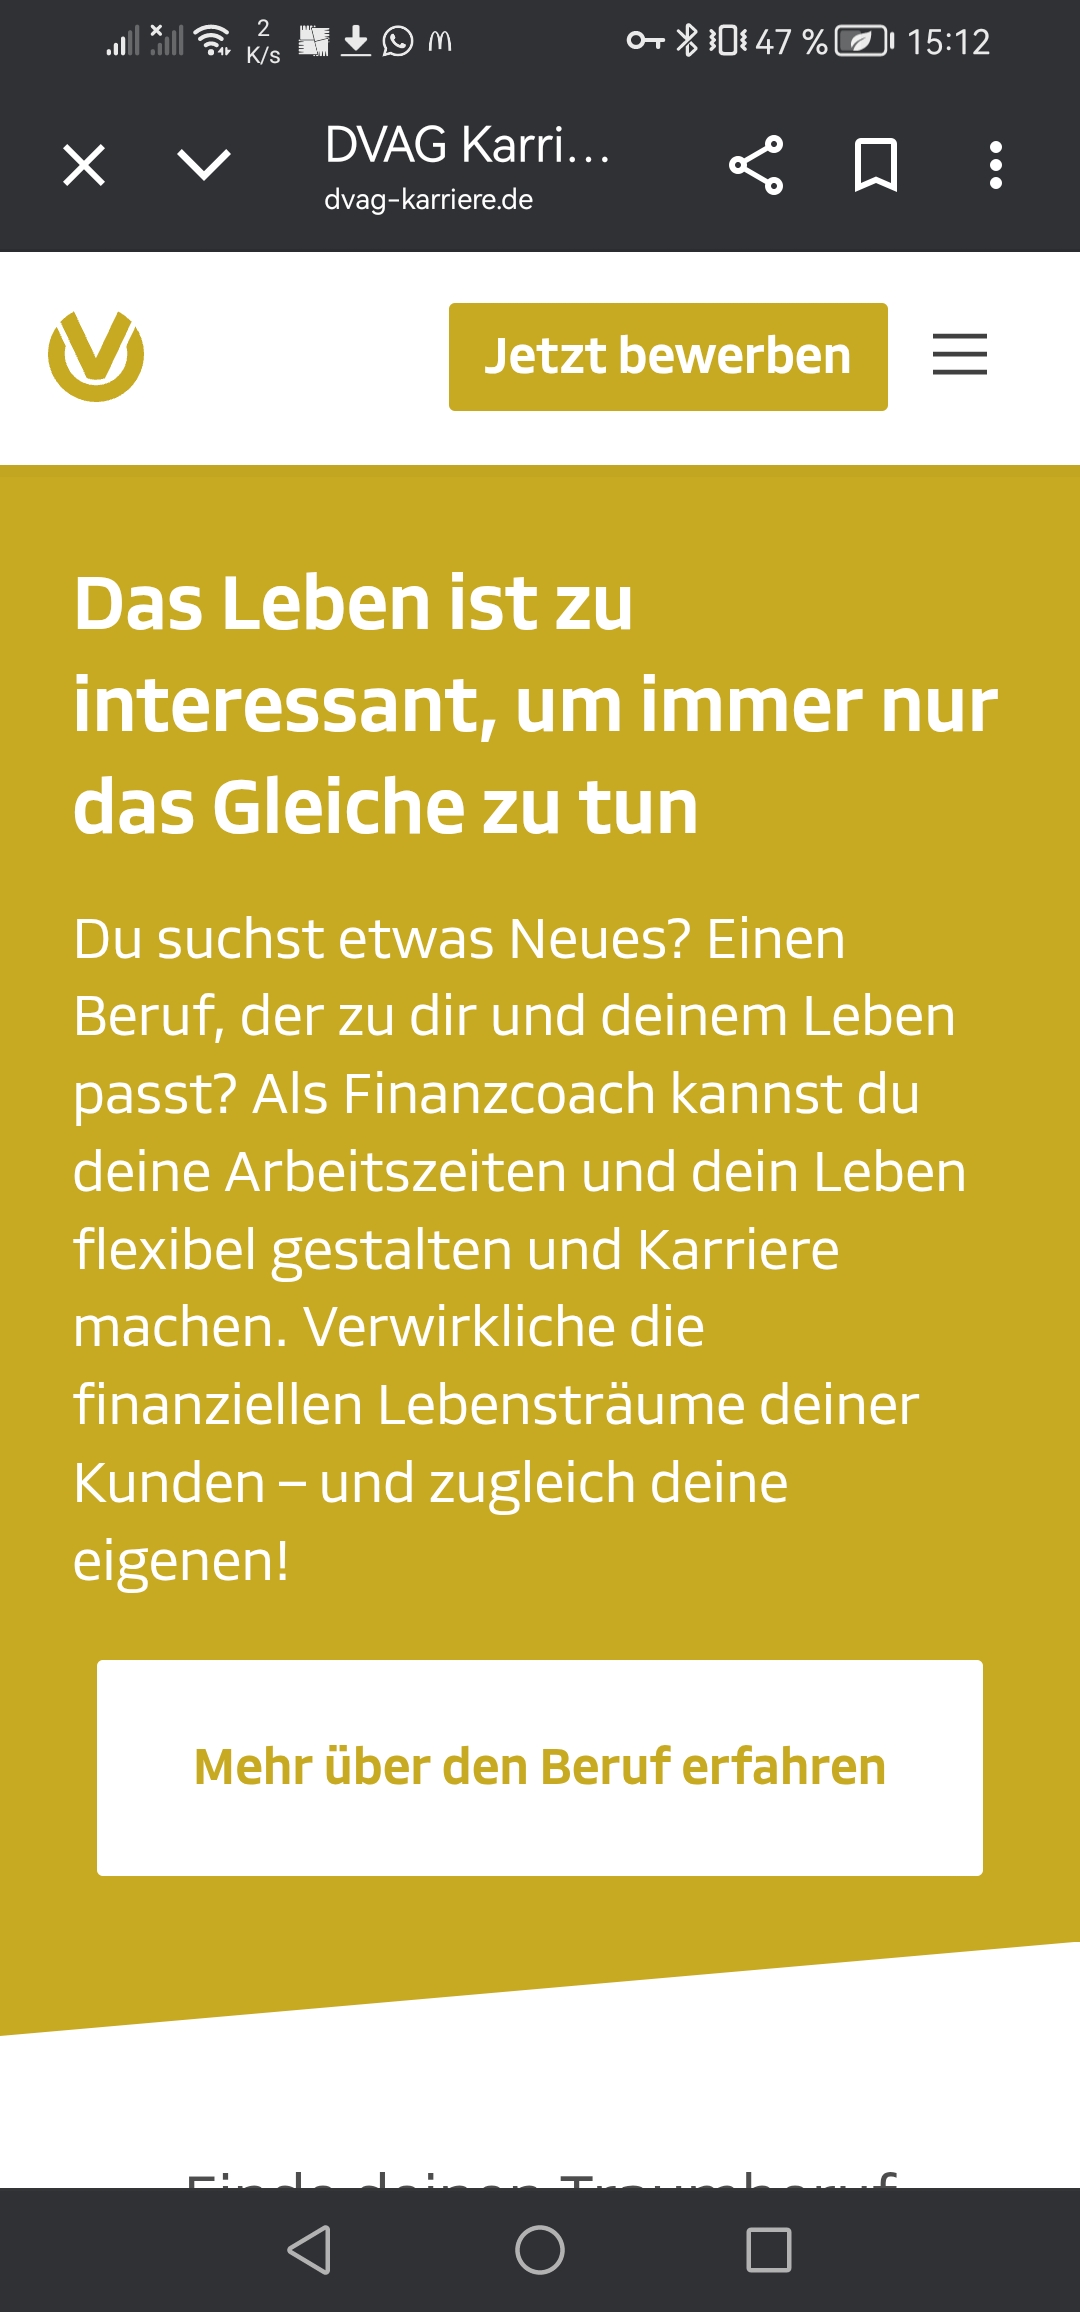 2
K/s
47 %
15:12
DVAG Karri...
dvag-karriere.de
Jetzt bewerben
Das Leben ist zu
interessant, um immer nur
das Gleiche zu tun
Du suchst etwas Neues? Einen
Beruf, der zu dir und deinem Leben
passt? Als Finanzcoach kannst du
deine Arbeitszeiten und dein Leben
flexibel gestalten und Karriere
machen. Verwirkliche die
finanziellen Lebensträume deiner
Kunden – und zugleich deine
eigenen!
Mehr über den Beruf erfahren
Finde deinen Traumberuf